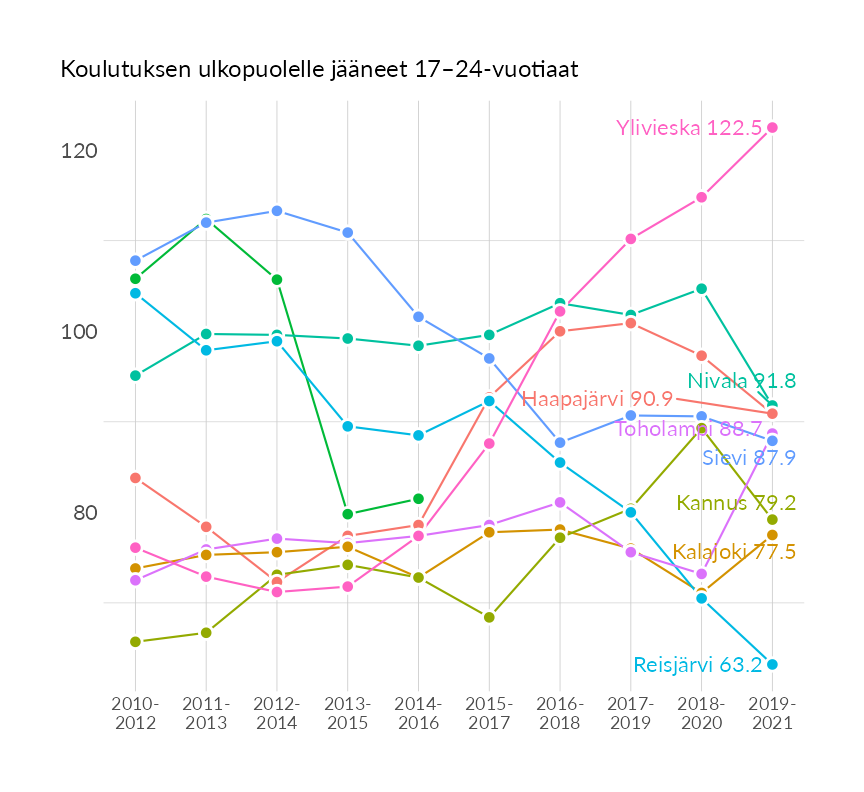 Koulutuksen ulkopuolelle jääneet 17–24-vuotiaat
Ylivieska 122.5
120
100
Nivala 91.8
Haapajärvi 90.9
Toholampi 88.7
Sievi 87.9
Kannus 79.2
80
Kalajoki 77.5
Reisjärvi 63.2
2010- 2011- 2012- 2013- 2014- 2015- 2016- 2017- 2018- 2019-
2012 2013 2014 2015 2016 2017 2018 2019 2020 2021